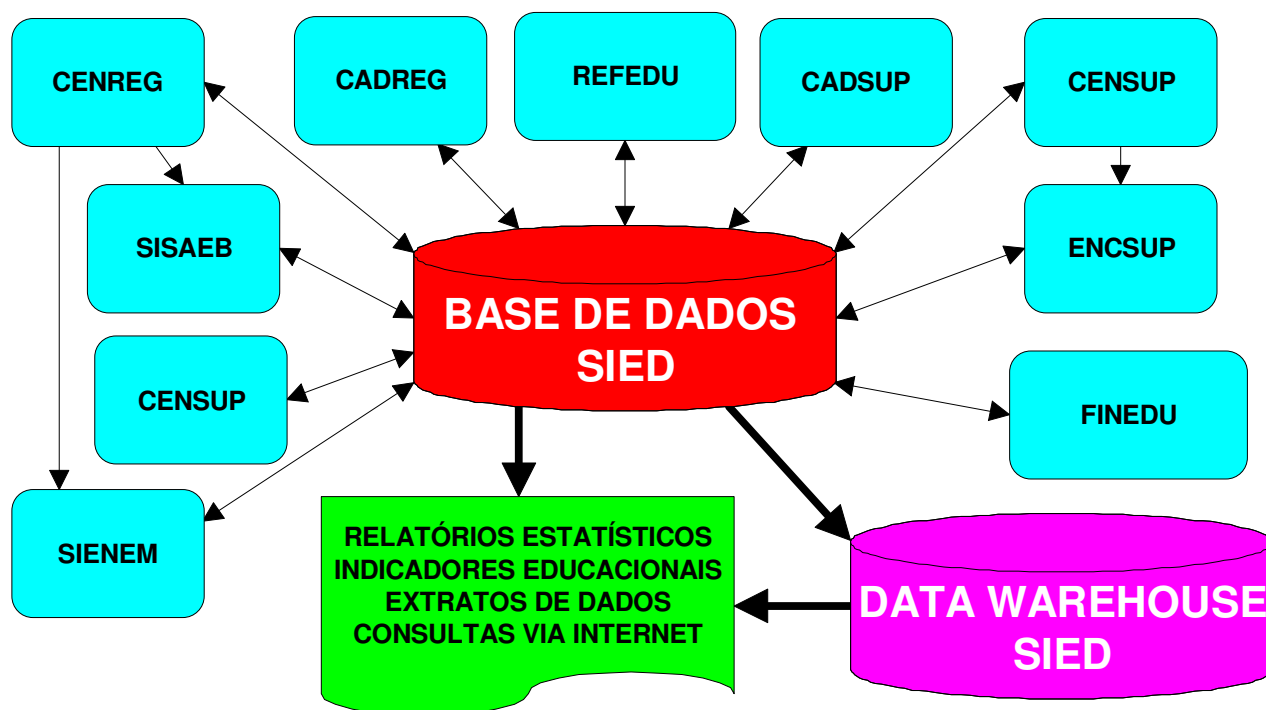 CENREG
CADREG
REFEDU
CADSUP
CENSUP
SISAEB
ENCSUP
BASE DE DADOS
SIED
CENSUP
FINEDU
SIENEM
RELATÓRIOS ESTATÍSTICOS
INDICADORES EDUCACIONAIS
EXTRATOS DE DADOS
CONSULTAS VIA INTERNET
DATA WAREHOUSE
SIED